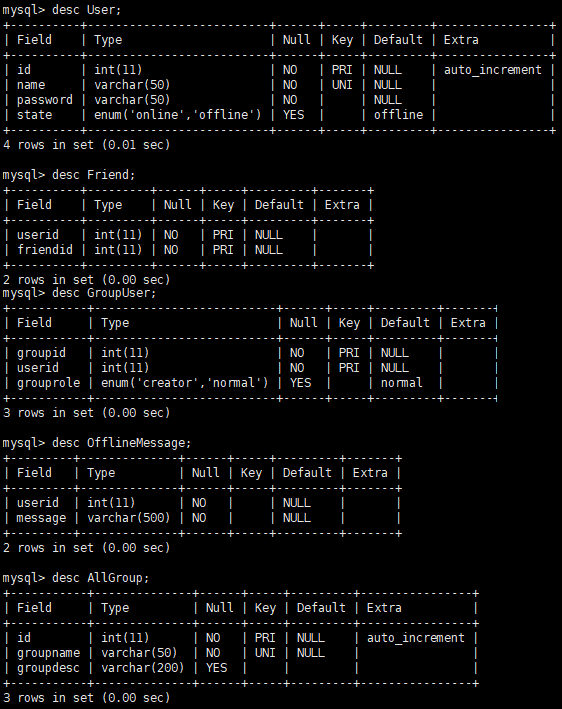 mysql> desc User;
+----------+--------------------------+------+-----+---------+----------------+
| Field    | Type                     | Null | Key | Default | Extra          |
+----------+--------------------------+------+-----+---------+----------------+
| id       | int(11)                  | NO   | PRI | NULL    | auto_increment |
| name     | varchar(50)              | NO   | UNI | NULL    |                |
| password | varchar(50)              | NO   |     | NULL    |                |
| state    | enum('online','offline') | YES  |     | offline |                |
+----------+--------------------------+------+-----+---------+----------------+
4 rows in set (0.01 sec)

mysql> desc Friend;
+----------+---------+------+-----+---------+-------+
| Field    | Type    | Null | Key | Default | Extra |
+----------+---------+------+-----+---------+-------+
| userid   | int(11) | NO   | PRI | NULL    |       |
| friendid | int(11) | NO   | PRI | NULL    |       |
+----------+---------+------+-----+---------+-------+
2 rows in set (0.00 sec)
mysql> desc GroupUser;
+-----------+--------------------------+------+-----+---------+-------+
| Field     | Type                     | Null | Key | Default | Extra |
+-----------+--------------------------+------+-----+---------+-------+
| groupid   | int(11)                  | NO   | PRI | NULL    |       |
| userid    | int(11)                  | NO   | PRI | NULL    |       |
| grouprole | enum('creator','normal') | YES  |     | normal  |       |
+-----------+--------------------------+------+-----+---------+-------+
3 rows in set (0.00 sec)

mysql> desc OfflineMessage;
+---------+--------------+------+-----+---------+-------+
| Field   | Type         | Null | Key | Default | Extra |
+---------+--------------+------+-----+---------+-------+
| userid  | int(11)      | NO   |     | NULL    |       |
| message | varchar(500) | NO   |     | NULL    |       |
+---------+--------------+------+-----+---------+-------+
2 rows in set (0.00 sec)

mysql> desc AllGroup;
+-----------+--------------+------+-----+---------+----------------+
| Field     | Type         | Null | Key | Default | Extra          |
+-----------+--------------+------+-----+---------+----------------+
| id        | int(11)      | NO   | PRI | NULL    | auto_increment |
| groupname | varchar(50)  | NO   | UNI | NULL    |                |
| groupdesc | varchar(200) | YES  |     |         |                |
+-----------+--------------+------+-----+---------+----------------+
3 rows in set (0.00 sec)